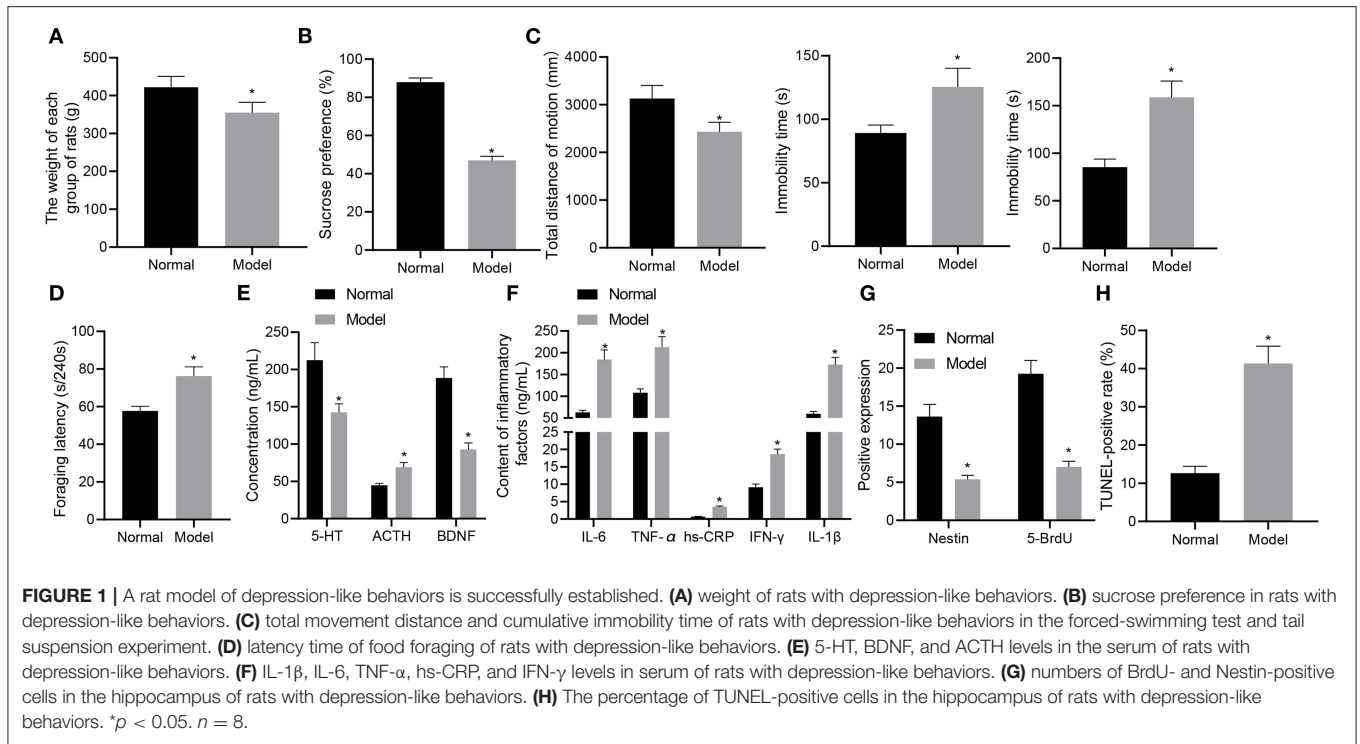 A
The weight of each
group of rats (g)
500
400
300
200
100
0
*
Normal Model
B
Sucrose preference (%)
100
80
60
40
20
0
*
Normal Model
C
Total distance of motion (mm)
4000
3000
2000
1000
0
*
Normal Model
Immobility time (s)
150
100
50
0
*
Normal Model
Immobility time (s)
200
150
100
50
0
*
Normal Model
D
Foraging latency (s/240s)
100
80
60
40
20
0
*
Normal Model
E
Normal
Model
Concentration (ng/mL)
250
200
150
100
50
0
* * *
5-HT ACTH BDNF
F
Normal
Model
Content of inflammatory
factors (ng/mL)
250
200
150
100
50
25
20
15
10
5
0
* * * * *
IL-6 TNF-α hs-CRP IFN-γ IL-1β
G
Normal
Model
Positive expression
25
20
15
10
5
0
* *
Nestin 5-BrdU
H
TUNEL-positive rate (%)
50
40
30
20
10
0
*
Normal Model
FIGURE 1 | A rat model of depression-like behaviors is successfully established. (A) weight of rats with depression-like behaviors. (B) sucrose preference in rats with
depression-like behaviors. (C) total movement distance and cumulative immobility time of rats with depression-like behaviors in the forced-swimming test and tail
suspension experiment. (D) latency time of food foraging of rats with depression-like behaviors. (E) 5-HT, BDNF, and ACTH levels in the serum of rats with
depression-like behaviors. (F) IL-1β, IL-6, TNF-α, hs-CRP, and IFN-γ levels in serum of rats with depression-like behaviors. (G) numbers of BrdU- and Nestin-positive
cells in the hippocampus of rats with depression-like behaviors. (H) The percentage of TUNEL-positive cells in the hippocampus of rats with depression-like
behaviors. *p < 0.05. n = 8.